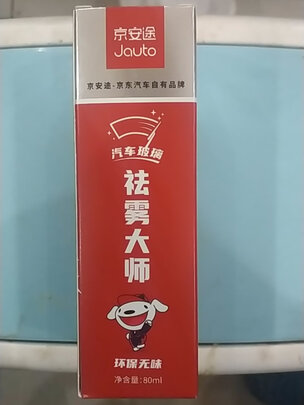 京安途
Jauto
京安途-京东汽车自有品牌
汽车玻璃
祛雾大师
环保无味
净含量:80ml